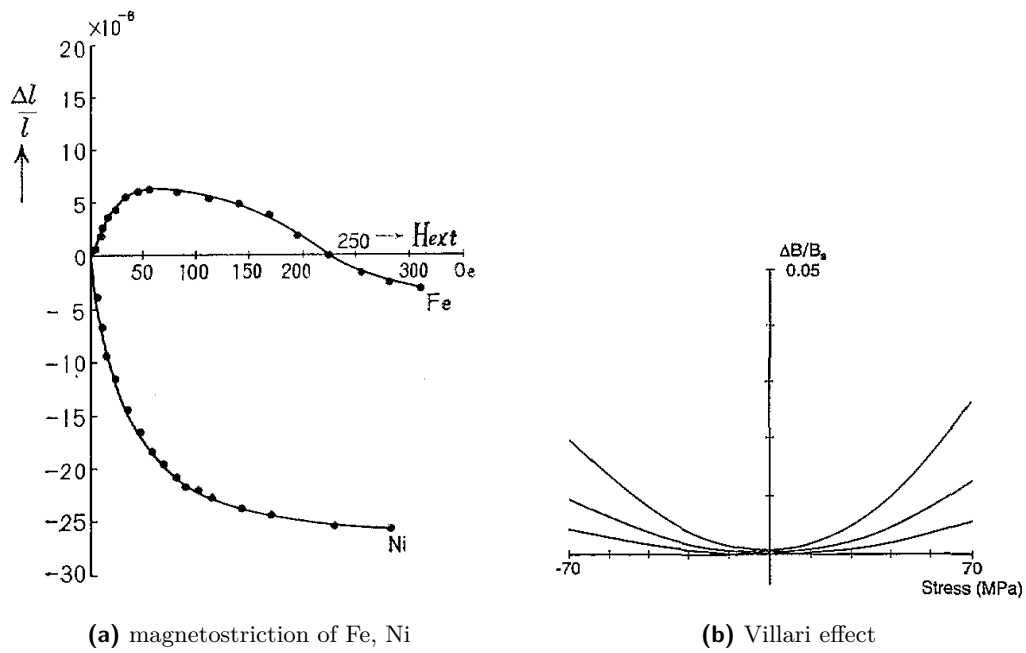 ×10⁻⁶
20
15
10
5
0
-5
-10
-15
-20
-25
-30
Δl
l
50
100
150
200
250 → Hext
300
Oe
Fe
Ni
(a) magnetostriction of Fe, Ni
ΔB/Bₛ
0.05
-70
70
Stress (MPa)
(b) Villari effect